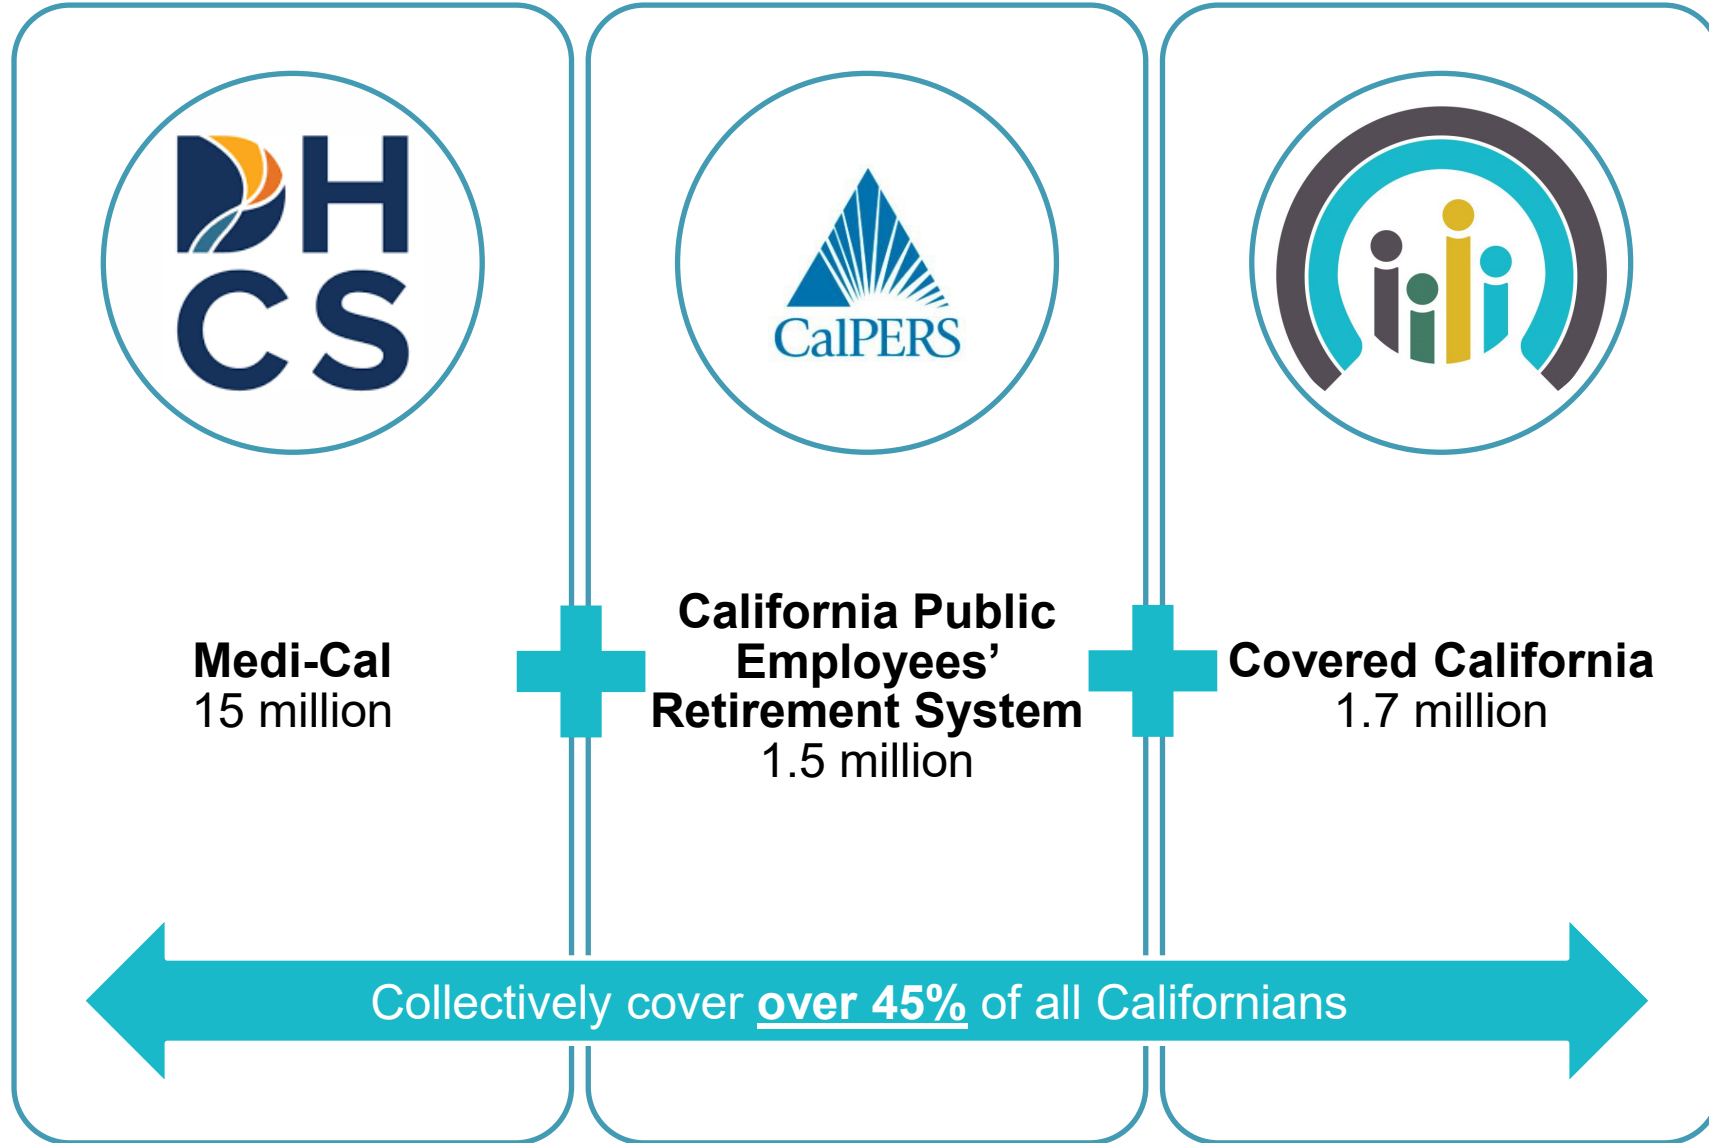 DH
CS
CalPERS
Medi-Cal
15 million
California Public
Employees’
Retirement System
1.5 million
Covered California
1.7 million
Collectively cover over 45% of all Californians